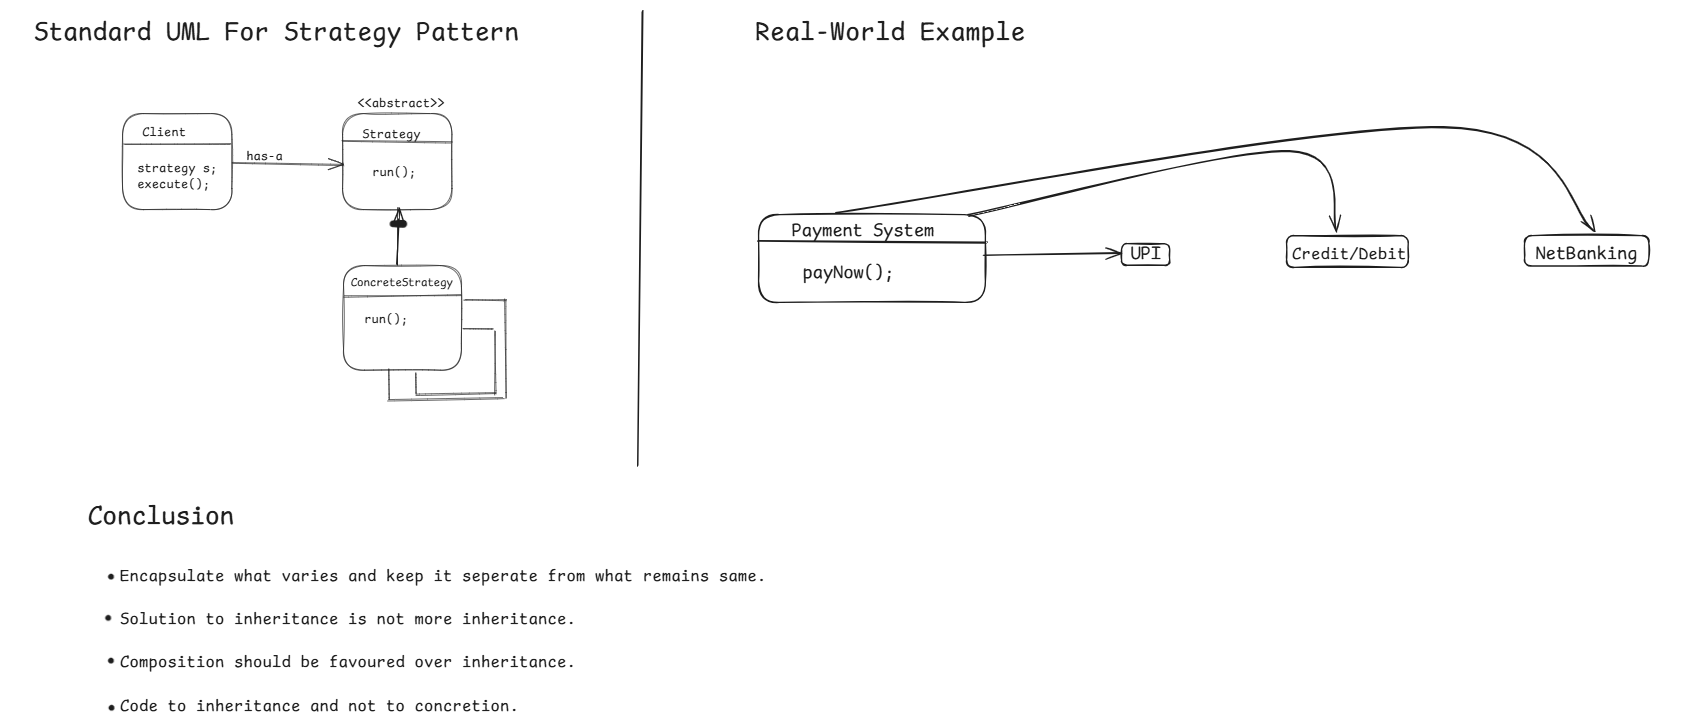 Standard UML For Strategy Pattern
<<abstract>>
Client
strategy s;
execute();
has-a
Strategy
run();
ConcreteStrategy
run();
Real-World Example
Payment System
payNow();
UPI
Credit/Debit
NetBanking
Conclusion
•Encapsulate what varies and keep it seperate from what remains same.
• Solution to inheritance is not more inheritance.
•Composition should be favoured over inheritance.
•Code to inheritance and not to concretion.